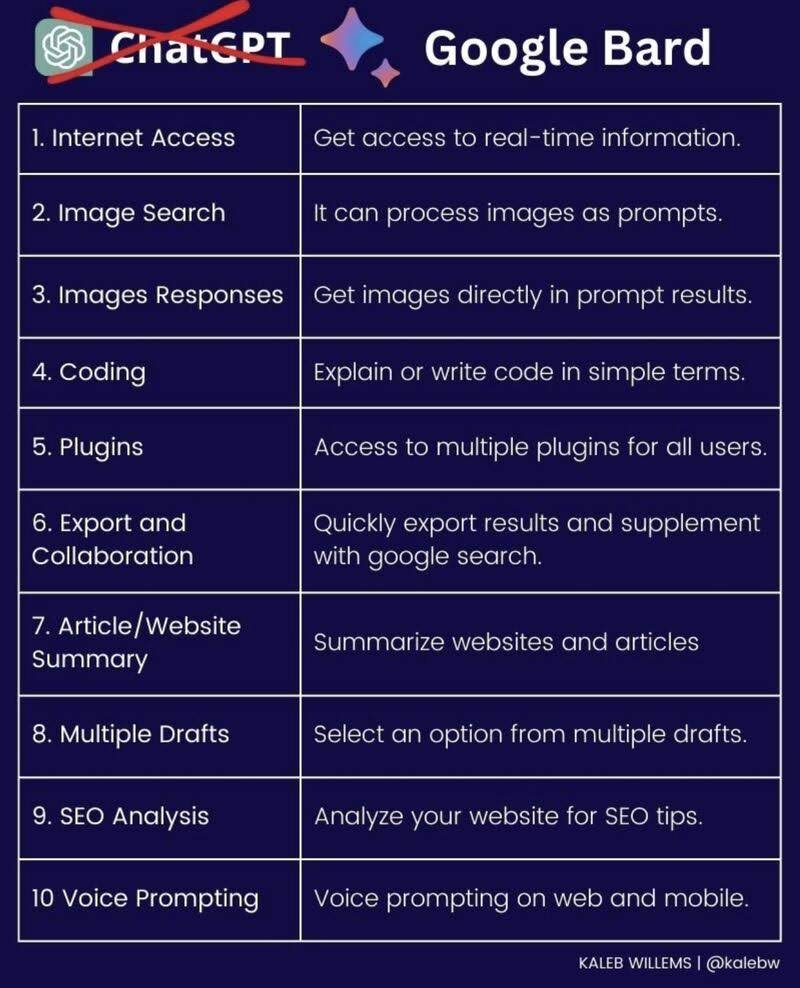 ChatGPT Google Bard
1. Internet Access Get access to real-time information.
2. Image Search It can process images as prompts.
3. Images Responses Get images directly in prompt results.
4. Coding Explain or write code in simple terms.
5. Plugins Access to multiple plugins for all users.
6. Export and
Collaboration
Quickly export results and supplement
with google search.
7. Article/Website
Summary
Summarize websites and articles
8. Multiple Drafts Select an option from multiple drafts.
9. SEO Analysis Analyze your website for SEO tips.
10 Voice Prompting Voice prompting on web and mobile.
KALEB WILLEMS | @kalebw